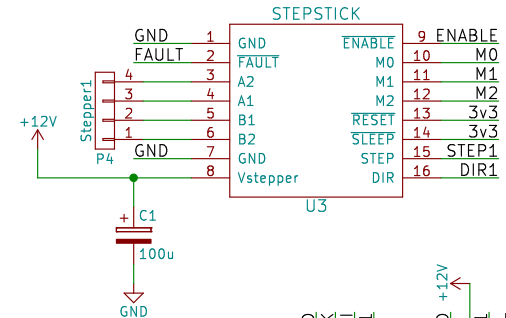 STEPSTICK
GND 1 GND ENABLE 9 ENABLE
FAULT 2 FAULT M0 10 M0
4 3 A2 M1 11 M1
3 4 A1 M2 12 M2
2 5 B1 RESET 13 3v3
1 6 B2 SLEEP 14 3v3
GND 7 GND STEP 15 STEP1
8 Vstepper DIR 16 DIR1
Stepper1
P4
+12V
U3
+ C1
100u
GND
+12V